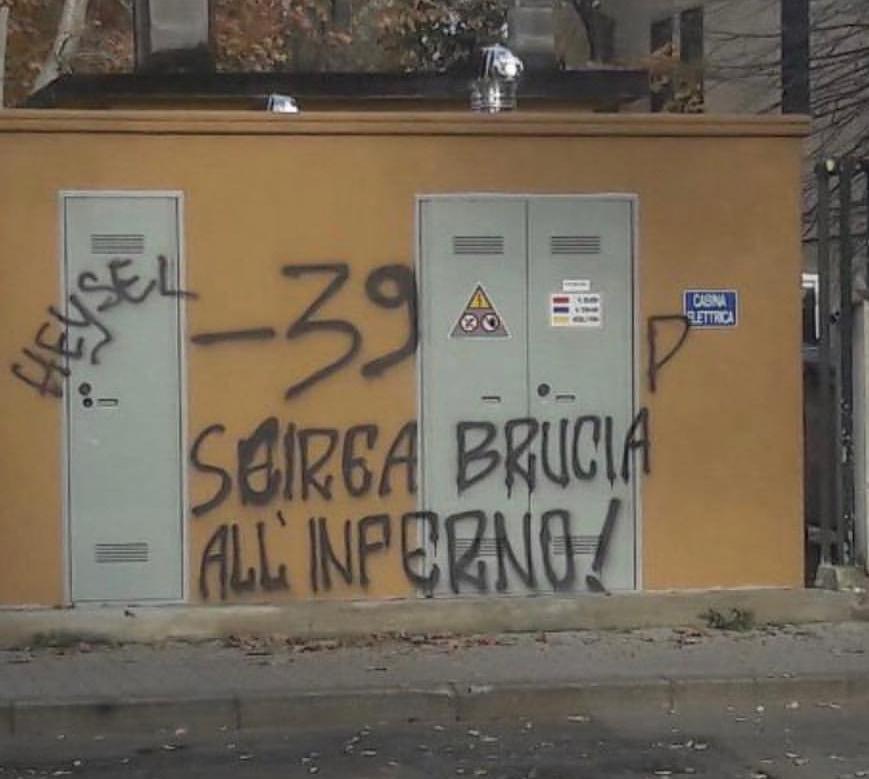 HEYSEL
-39
P
SCIREA BRUCIA
ALL' INFERNO!
CABINA
ELETTRICA